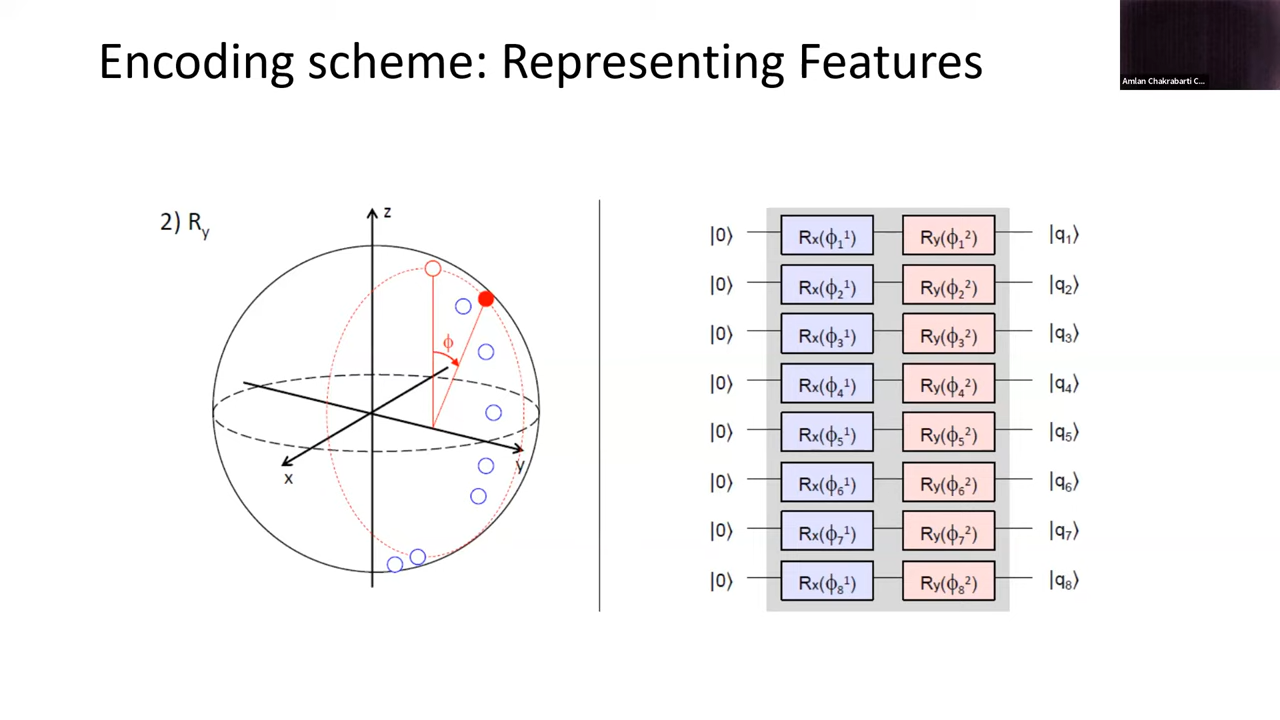 Encoding scheme: Representing Features
Amlan Chakrabarti C...
2) Ry
z
ϕ
x
y
|0⟩ Rx(ϕ₁¹) Ry(ϕ₁²) |q₁⟩
|0⟩ Rx(ϕ₂¹) Ry(ϕ₂²) |q₂⟩
|0⟩ Rx(ϕ₃¹) Ry(ϕ₃²) |q₃⟩
|0⟩ Rx(ϕ₄¹) Ry(ϕ₄²) |q₄⟩
|0⟩ Rx(ϕ₅¹) Ry(ϕ₅²) |q₅⟩
|0⟩ Rx(ϕ₆¹) Ry(ϕ₆²) |q₆⟩
|0⟩ Rx(ϕ₇¹) Ry(ϕ₇²) |q₇⟩
|0⟩ Rx(ϕ₈¹) Ry(ϕ₈²) |q₈⟩